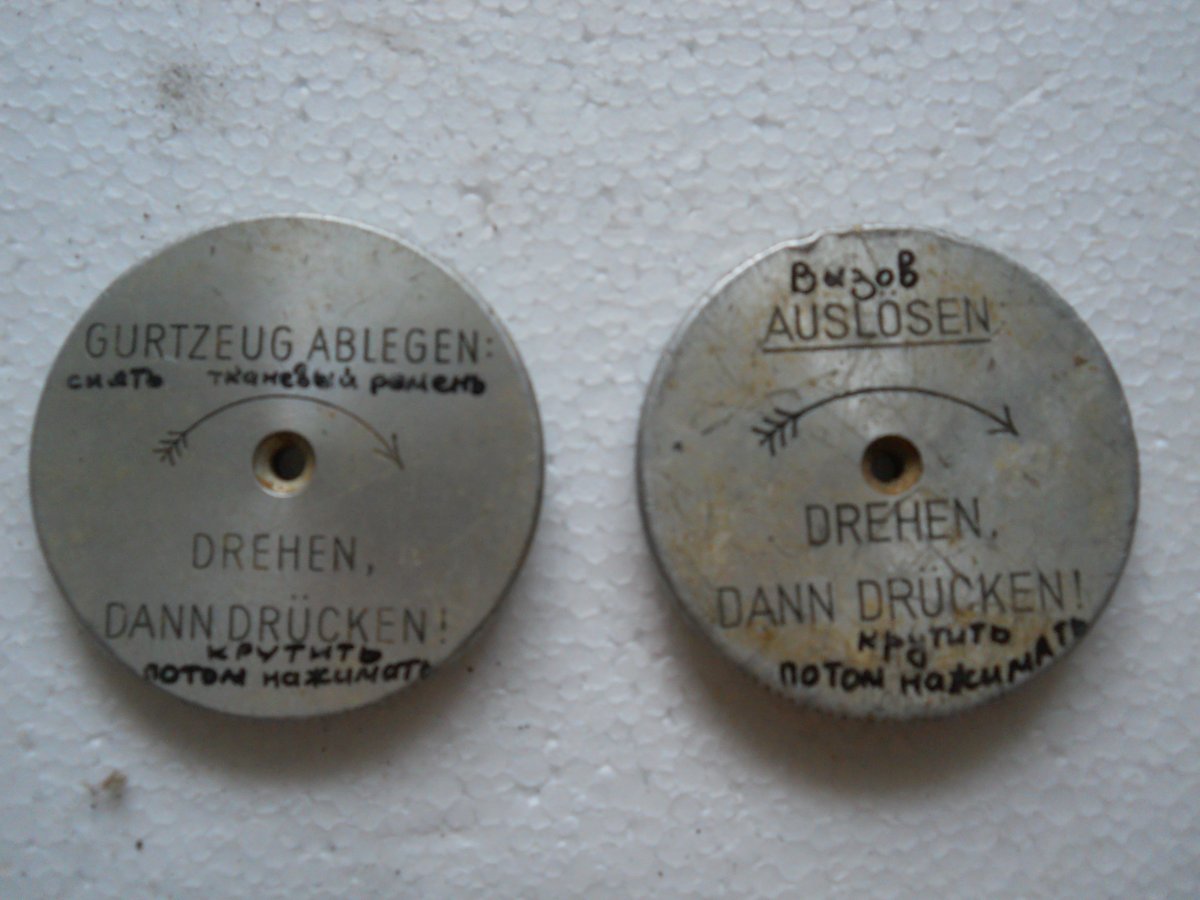 GURTZEUG ABLEGEN:
снять тканевый ремень
DREHEN,
DANN DRÜCKEN!
крутить
потом нажимать
Вызов
AUSLÖSEN
DREHEN,
DANN DRÜCKEN!
крутить
потом нажимать